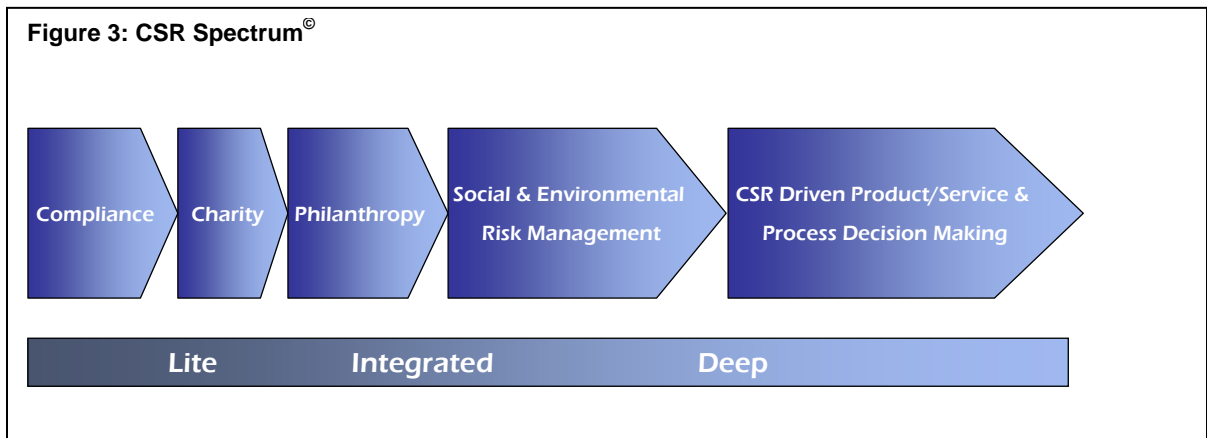 Figure 3: CSR Spectrum©
Compliance
Charity
Philanthropy
Social & Environmental
Risk Management
CSR Driven Product/Service &
Process Decision Making
Lite Integrated Deep